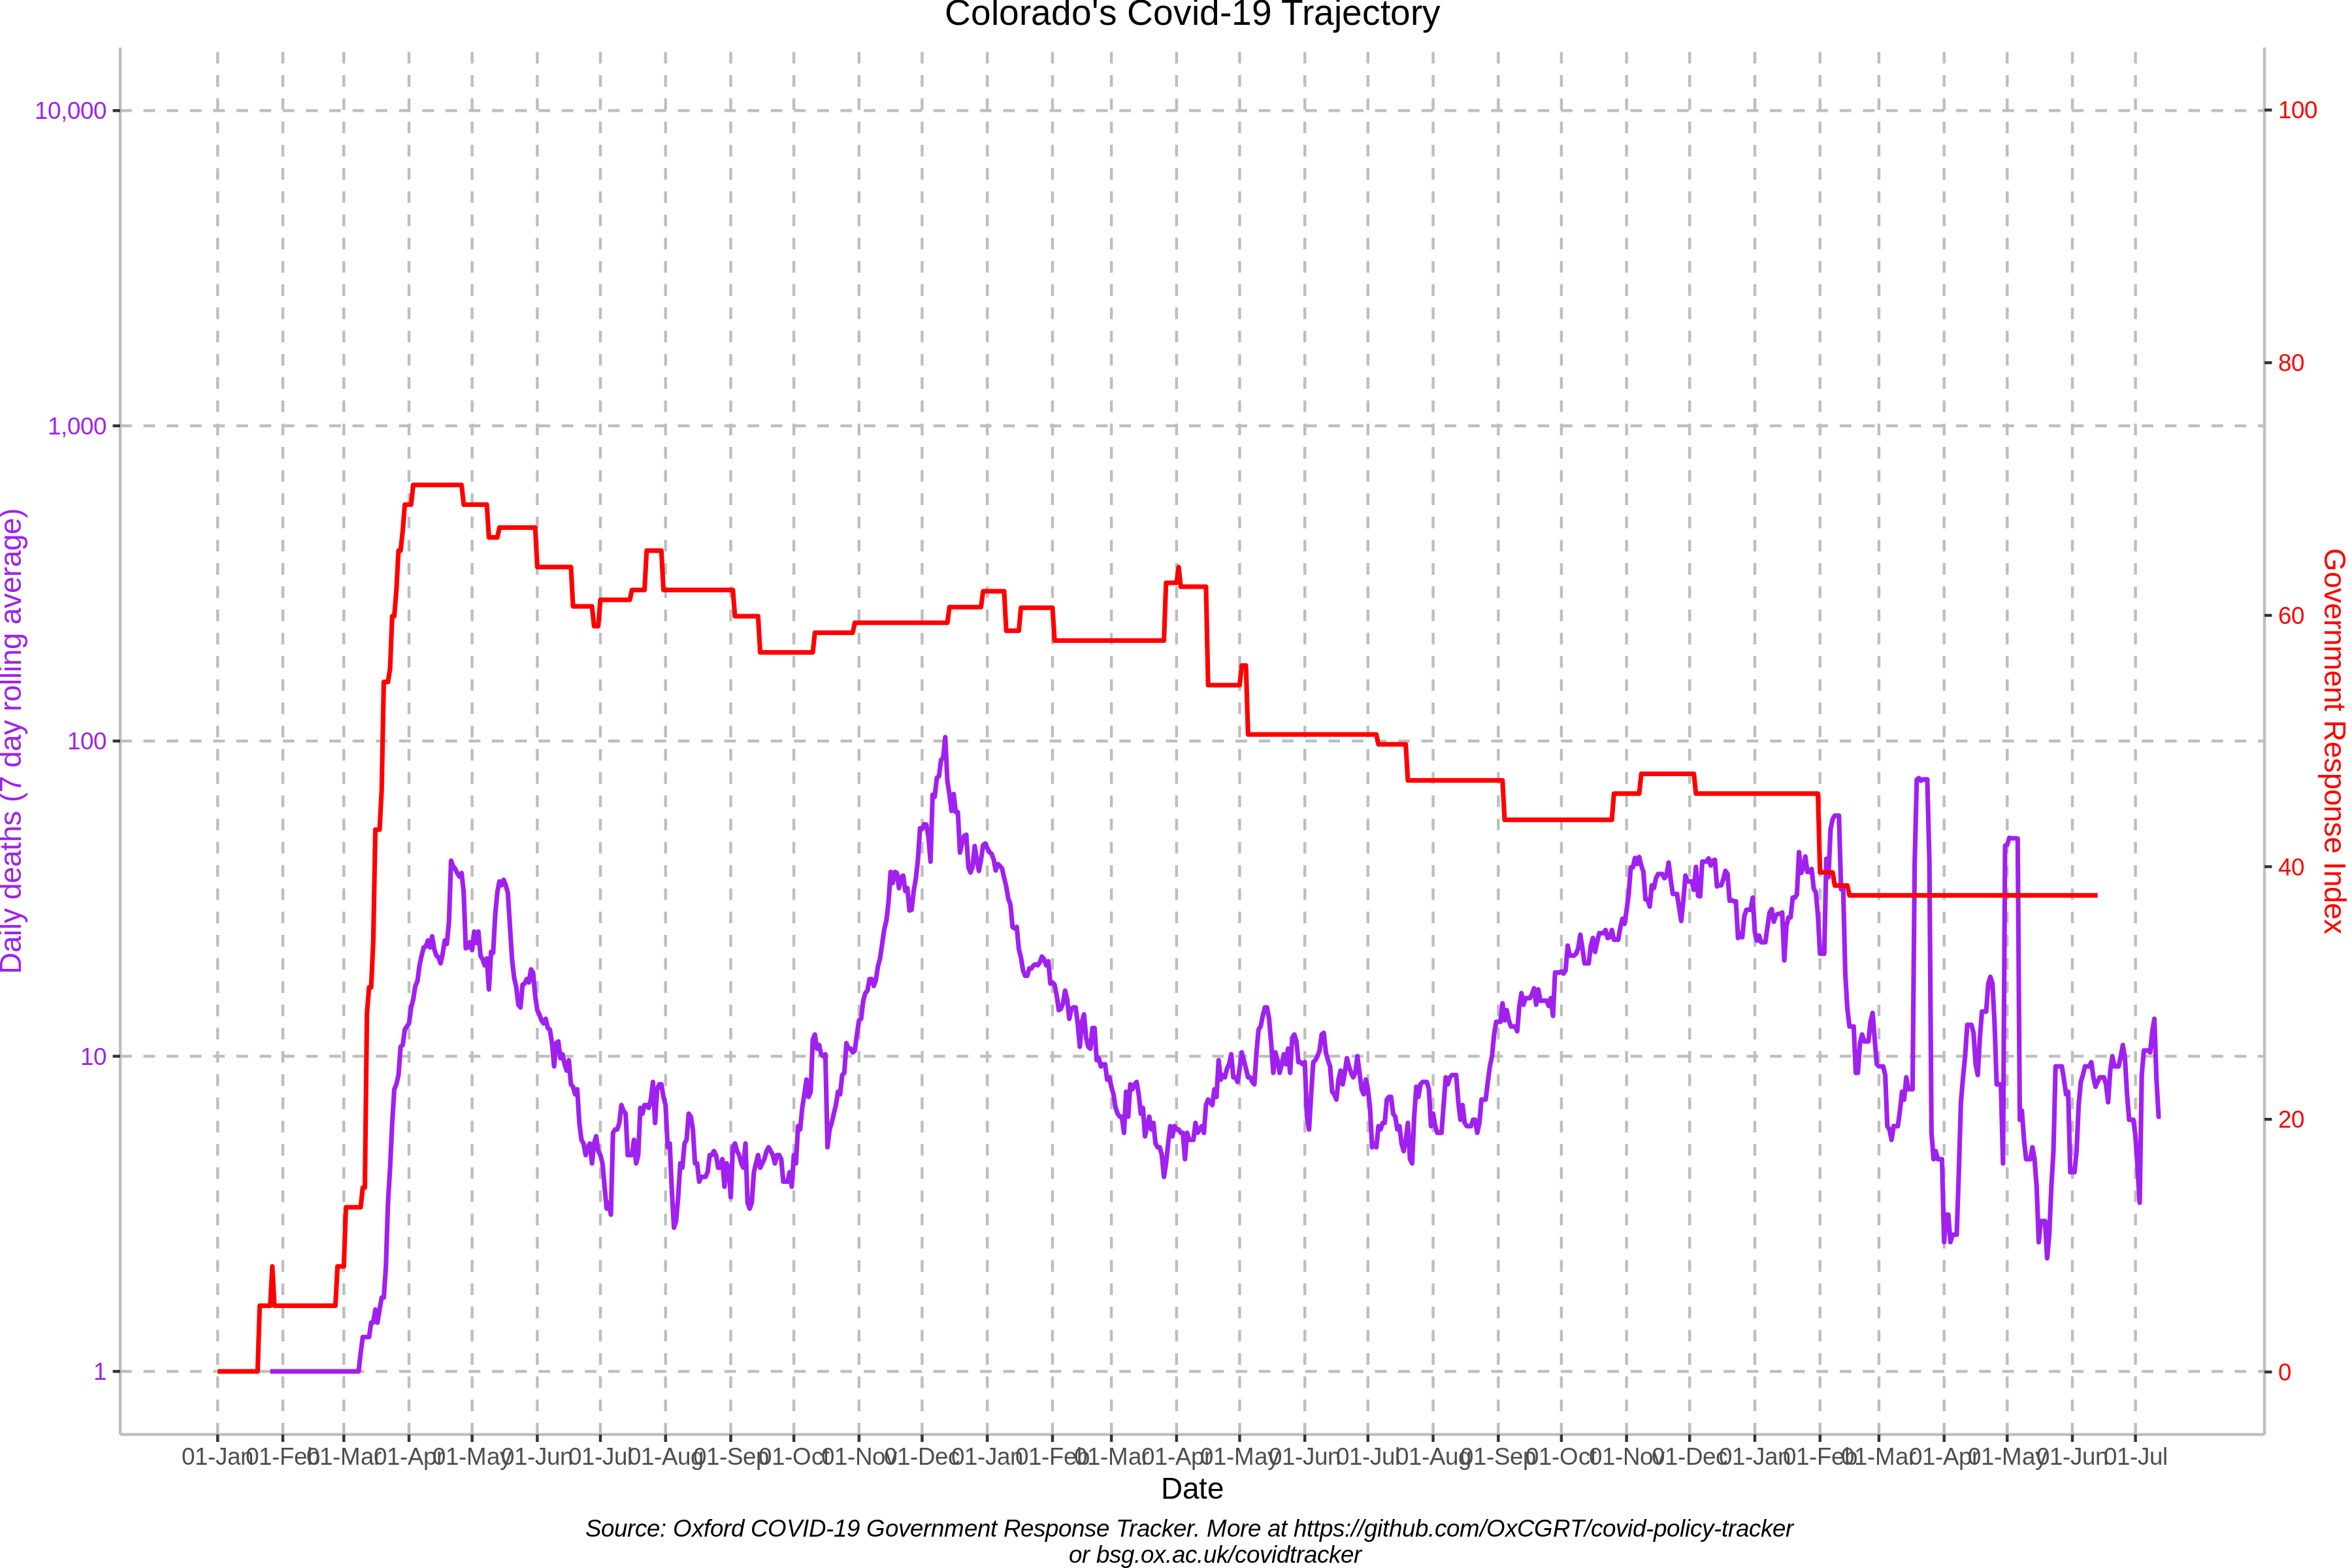 Colorado's Covid-19 Trajectory
10,000
1,000
100
10
1
Daily deaths (7 day rolling average)
100
80
60
40
20
0
Government Response Index
01-Jan 01-Feb 01-Mar 01-Apr 01-May 01-Jun 01-Jul 01-Aug 01-Sep 01-Oct 01-Nov 01-Dec 01-Jan 01-Feb 01-Mar 01-Apr 01-May 01-Jun 01-Jul 01-Aug 01-Sep 01-Oct 01-Nov 01-Dec 01-Jan 01-Feb 01-Mar 01-Apr 01-May 01-Jun 01-Jul
Date
Source: Oxford COVID-19 Government Response Tracker. More at https://github.com/OxCGRT/covid-policy-tracker
or bsg.ox.ac.uk/covidtracker